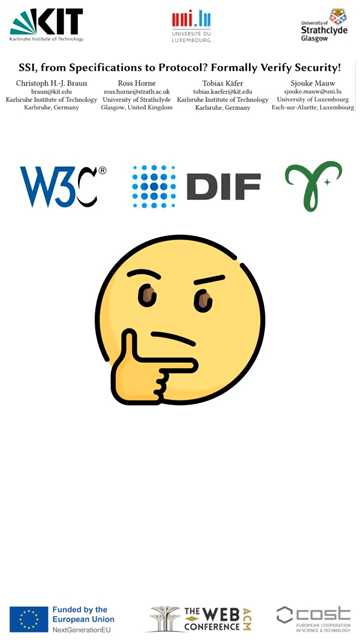 KIT
Karlsruhe Institute of Technology
uni.lu
UNIVERSITÉ DU
LUXEMBOURG
University of
Strathclyde
Glasgow
SSI, from Specifications to Protocol? Formally Verify Security!
Christoph H.-J. Braun
braun@kit.edu
Karlsruhe Institute of Technology
Karlsruhe, Germany
Ross Horne
ross.horne@strath.ac.uk
University of Strathclyde
Glasgow, United Kingdom
Tobias Käfer
tobias.kaefer@kit.edu
Karlsruhe Institute of Technology
Karlsruhe, Germany
Sjouke Mauw
sjouke.mauw@uni.lu
University of Luxembourg
Esch-sur-Alzette, Luxembourg
W3C®
DIF
Funded by the
European Union
NextGenerationEU
THE WEB
CONFERENCE
ACM
cost
EUROPEAN COOPERATION
IN SCIENCE & TECHNOLOGY